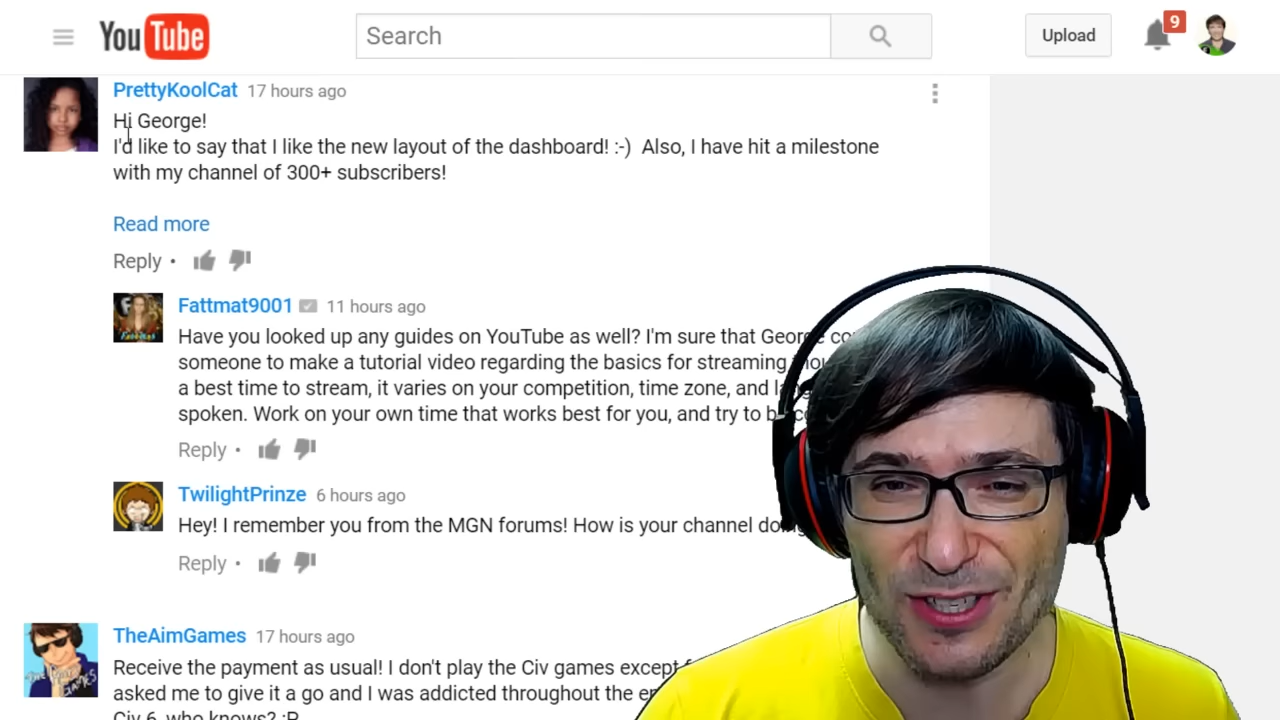 YouTube
Search
Upload
9
PrettyKoolCat 17 hours ago
Hi George!
I'd like to say that I like the new layout of the dashboard! :-) Also, I have hit a milestone
with my channel of 300+ subscribers!
Read more
Reply •
Fattmat9001 11 hours ago
Have you looked up any guides on YouTube as well? I'm sure that George
someone to make a tutorial video regarding the basics for streaming
a best time to stream, it varies on your competition, time zone, and
spoken. Work on your own time that works best for you, and try to
Reply •
TwilightPrinze 6 hours ago
Hey! I remember you from the MGN forums! How is your channel doing
Reply •
TheAimGames 17 hours ago
Receive the payment as usual! I don't play the Civ games except
asked me to give it a go and I was addicted throughout the
Civ 6, who knows? :P